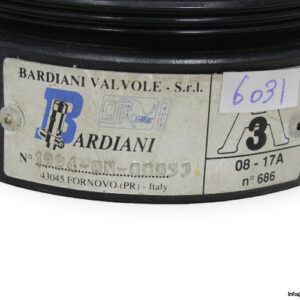 BARDIANI VALVOLE - S.r.l.
6031
BARDIANI
3
N°
08 - 17A
43045 FORNOVO (PR) - Italy
n° 686